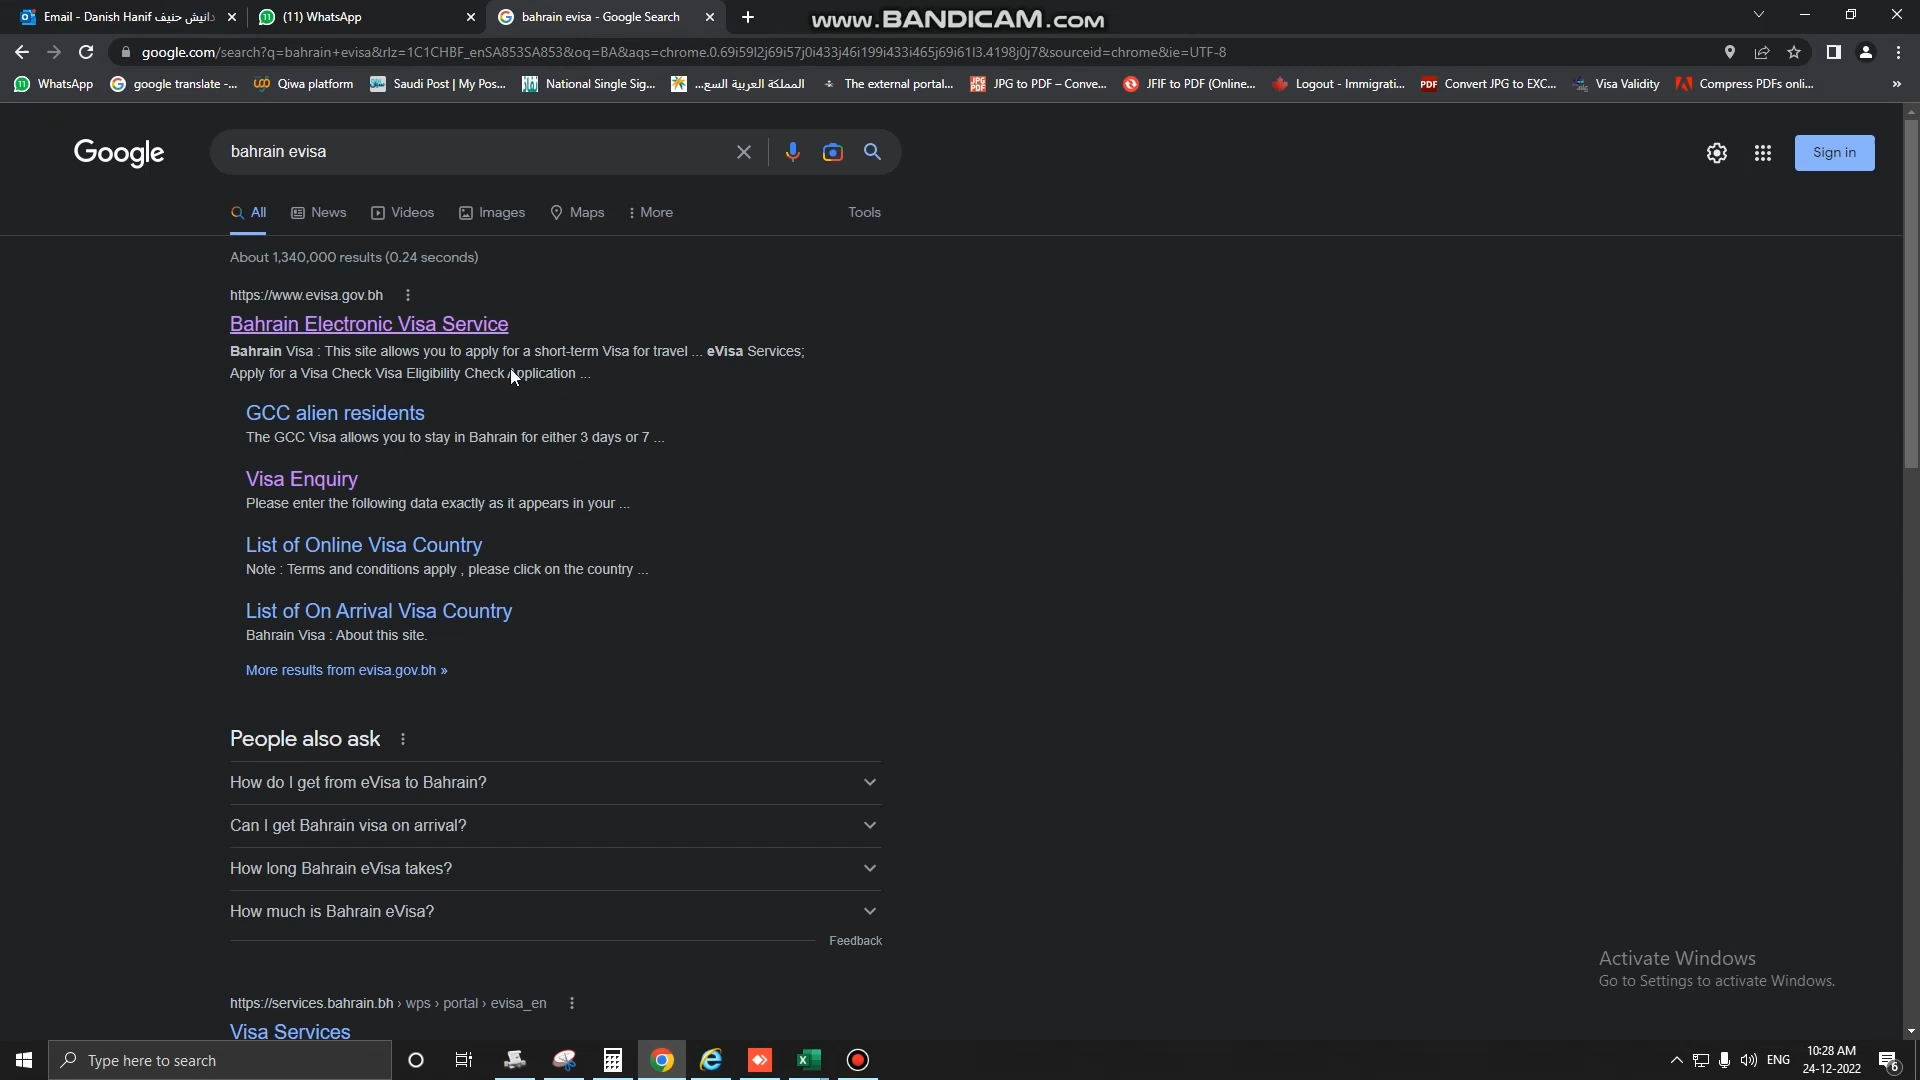 Email - Danish Hanif دانيش حنيف
(11) WhatsApp
bahrain evisa - Google Search
www.BANDICAM.com
google.com/search?q=bahrain+evisa&rlz=1C1CHBF_enSA853SA853&oq=BA&aqs=chrome.0.69i59l2j69i57j0i433j46i199i433i465j69i61l3.4198j0j7&sourceid=chrome&ie=UTF-8
WhatsApp
google translate -...
Qiwa platform
Saudi Post | My Pos...
National Single Sig...
المملكة العربية السع...
The external portal...
JPG to PDF – Conve...
JFIF to PDF (Online...
Logout - Immigrati...
Convert JPG to EXC...
Visa Validity
Compress PDFs onli...
Google
bahrain evisa
Sign in
All
News
Videos
Images
Maps
More
Tools
About 1,340,000 results (0.24 seconds)
https://www.evisa.gov.bh
Bahrain Electronic Visa Service
Bahrain Visa : This site allows you to apply for a short-term Visa for travel ... eVisa Services;
Apply for a Visa Check Visa Eligibility Check Application ...
GCC alien residents
The GCC Visa allows you to stay in Bahrain for either 3 days or 7 ...
Visa Enquiry
Please enter the following data exactly as it appears in your ...
List of Online Visa Country
Note : Terms and conditions apply , please click on the country ...
List of On Arrival Visa Country
Bahrain Visa : About this site.
More results from evisa.gov.bh »
People also ask
How do I get from eVisa to Bahrain?
Can I get Bahrain visa on arrival?
How long Bahrain eVisa takes?
How much is Bahrain eVisa?
Feedback
https://services.bahrain.bh › wps › portal › evisa_en
Visa Services
Activate Windows
Go to Settings to activate Windows.
Type here to search
ENG
10:28 AM
24-12-2022
6